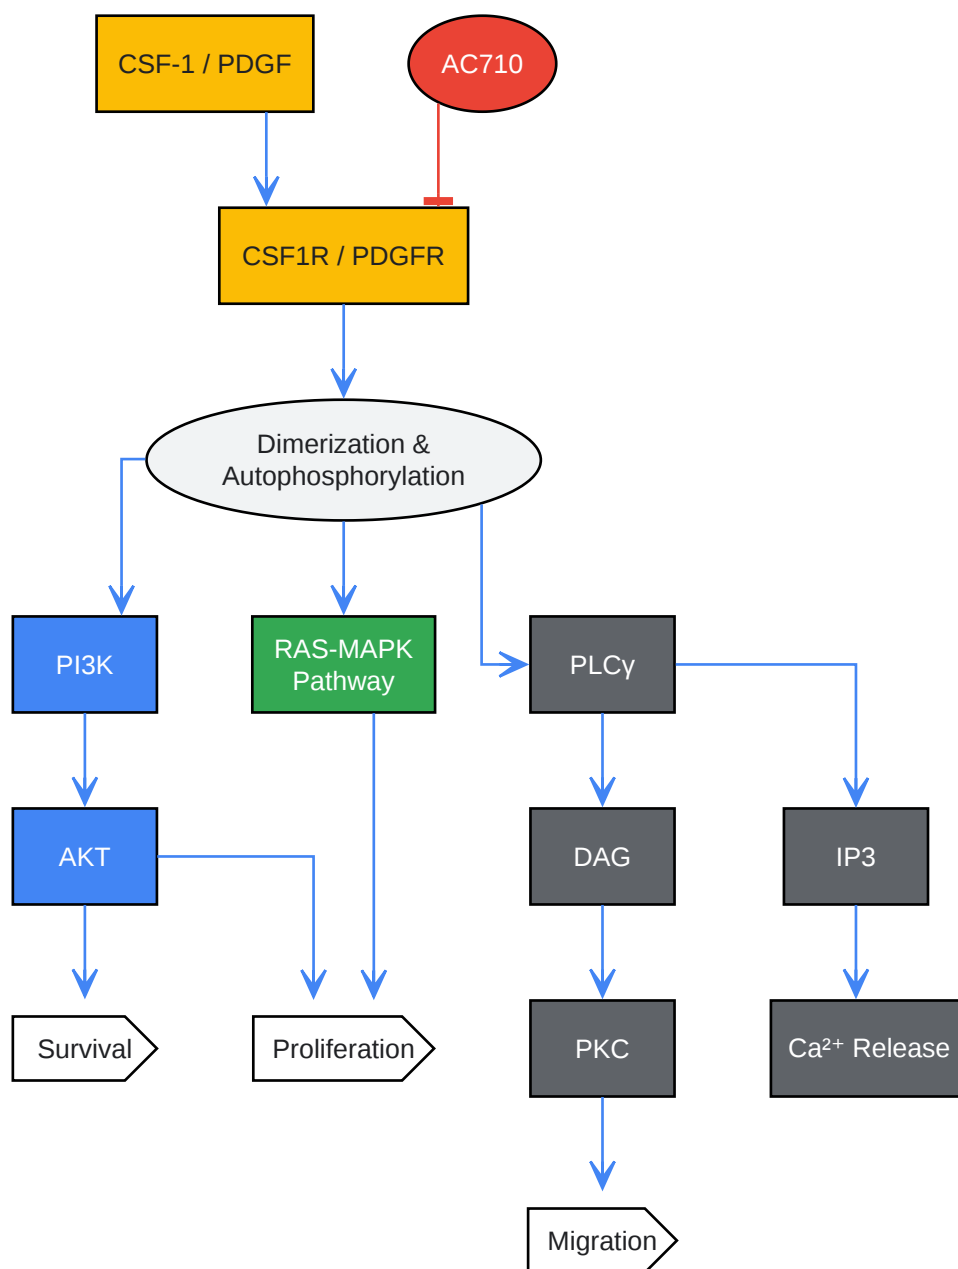 CSF-1 / PDGF
AC710
CSF1R / PDGFR
Dimerization &
Autophosphorylation
PI3K
RAS-MAPK
Pathway
PLCγ
AKT
DAG
IP3
Survival
Proliferation
PKC
Ca²⁺ Release
Migration